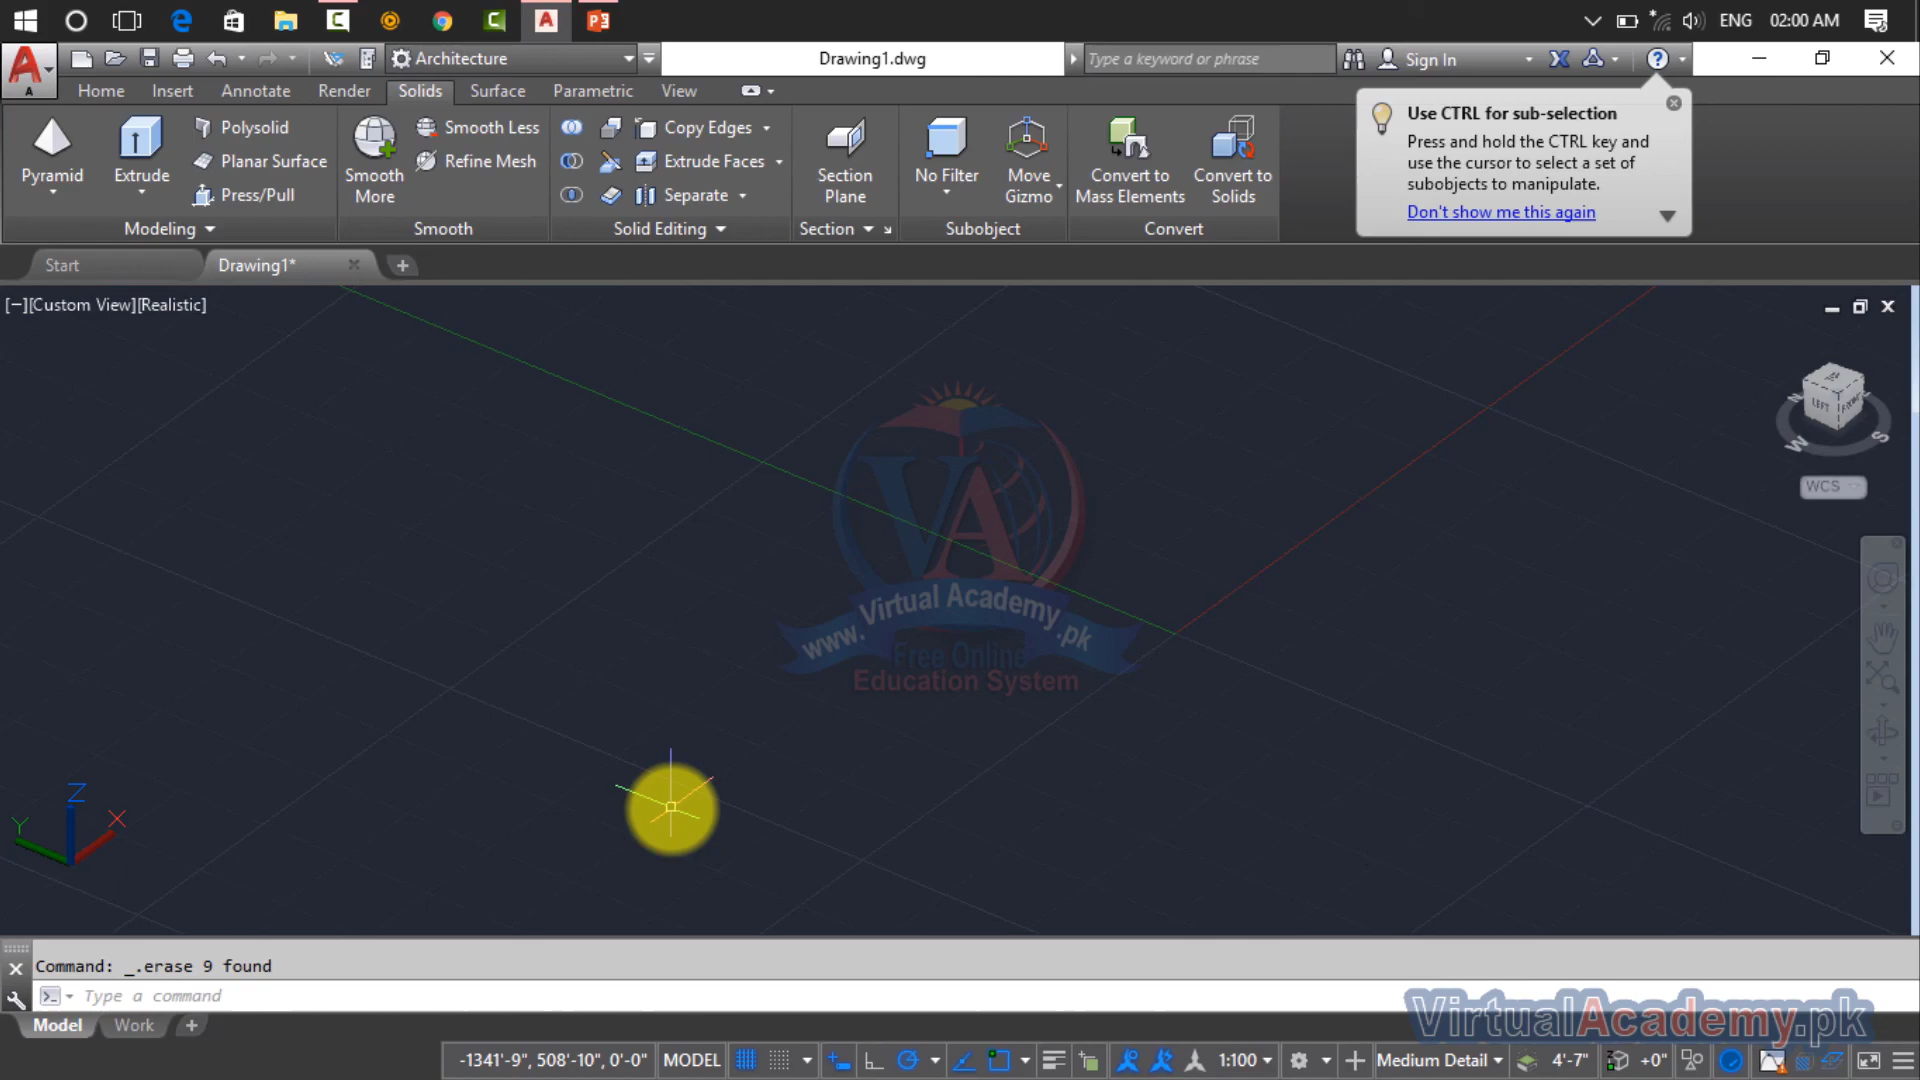 ENG 02:00 AM
Architecture
Drawing1.dwg
Type a keyword or phrase
Sign In
A
Home Insert Annotate Render Solids Surface Parametric View
Pyramid
Extrude
Polysolid
Planar Surface
Press/Pull
Modeling
Smooth More
Smooth Less
Refine Mesh
Smooth
Copy Edges
Extrude Faces
Separate
Solid Editing
Section Plane
Section
No Filter
Move Gizmo
Subobject
Convert to Mass Elements
Convert to Solids
Convert
Use CTRL for sub-selection
Press and hold the CTRL key and
use the cursor to select a set of
subobjects to manipulate.
Don't show me this again
Start
Drawing1*
[−][Custom View][Realistic]
LEFT
N
W
S
WCS
VA
www.Virtual Academy.pk
Free Online
Education System
Z
Y
X
Command: _.erase 9 found
Type a command
VirtualAcademy.pk
Model
Work
-1341'-9", 508'-10", 0'-0" MODEL
1:100
Medium Detail
4'-7"
+0"